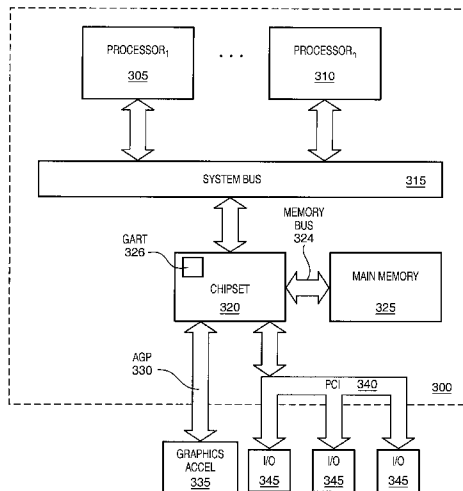 PROCESSOR1
305
. . .
PROCESSORn
310
SYSTEM BUS
315
GART
326
MEMORY
BUS
324
CHIPSET
320
MAIN MEMORY
325
AGP
330
PCI
340
300
GRAPHICS
ACCEL
335
I/O
345
I/O
345
I/O
345